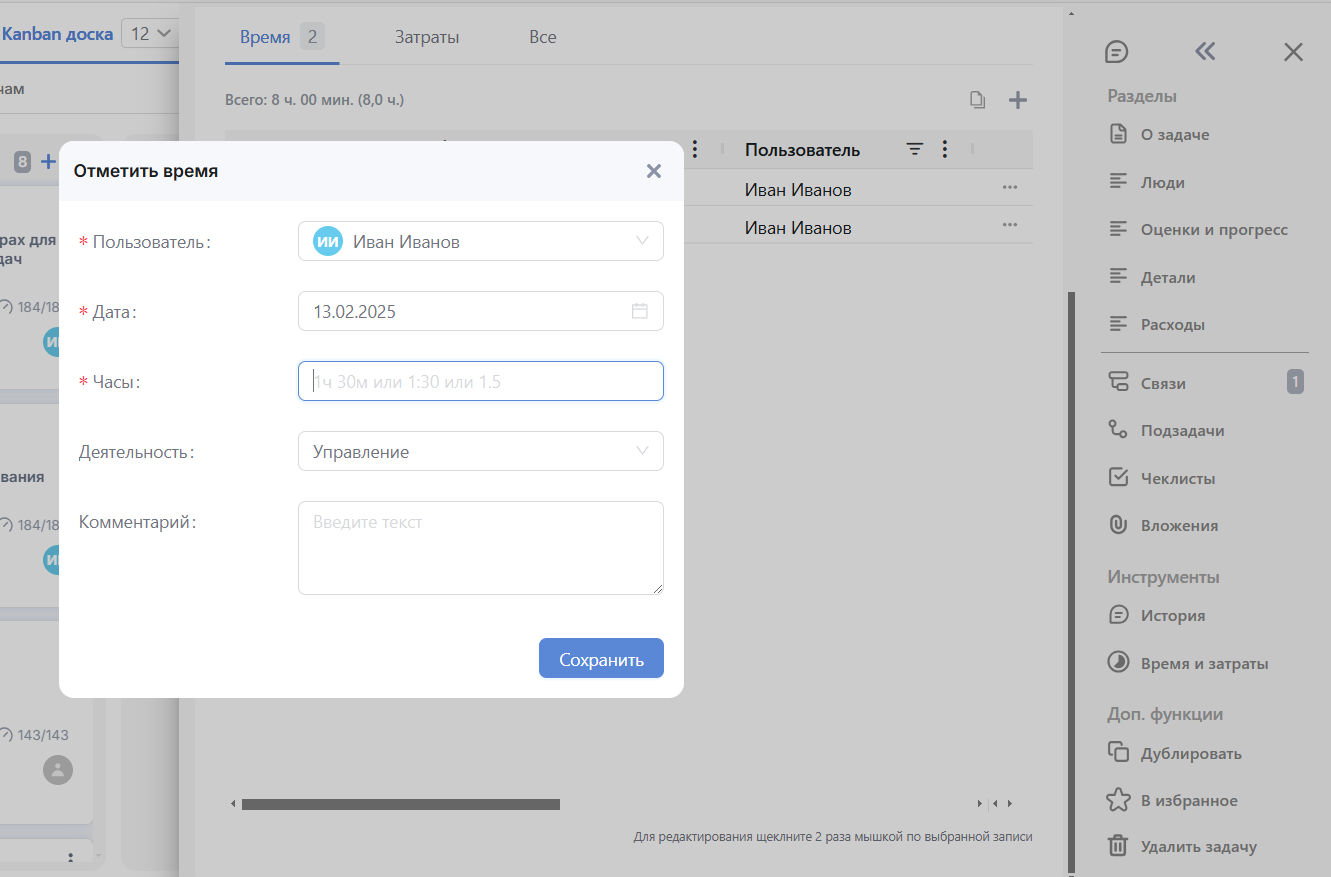 Kanban доска 12
чам
8
рах для
дач
184/18
вания
184/18
143/143
Время 2 Затраты Все
Всего: 8 ч. 00 мин. (8,0 ч.)
Пользователь
Иван Иванов
Иван Иванов
Для редактирования щеклните 2 раза мышкой по выбранной записи
Отметить время
* Пользователь: ИИ Иван Иванов
* Дата: 13.02.2025
* Часы: 1ч 30м или 1:30 или 1.5
Деятельность: Управление
Комментарий: Введите текст
Сохранить
Разделы
О задаче
Люди
Оценки и прогресс
Детали
Расходы
Связи 1
Подзадачи
Чеклисты
Вложения
Инструменты
История
Время и затраты
Доп. функции
Дублировать
В избранное
Удалить задачу